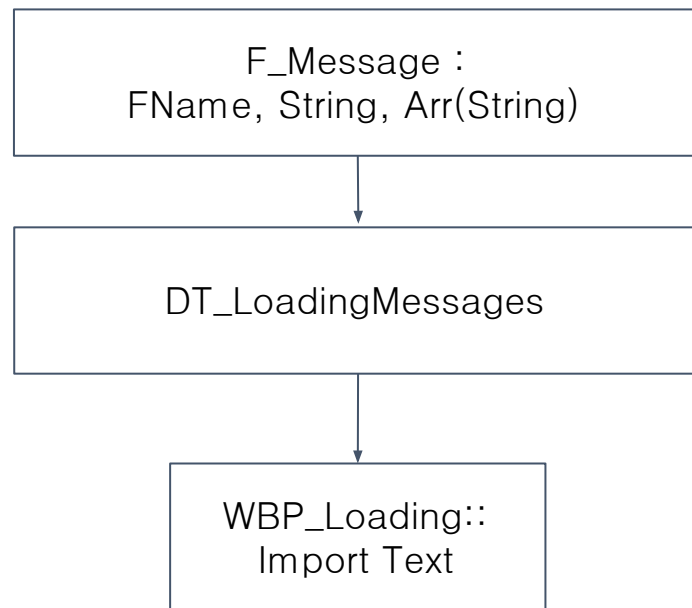 F_Message :
FName, String, Arr(String)
DT_LoadingMessages
WBP_Loading::
Import Text